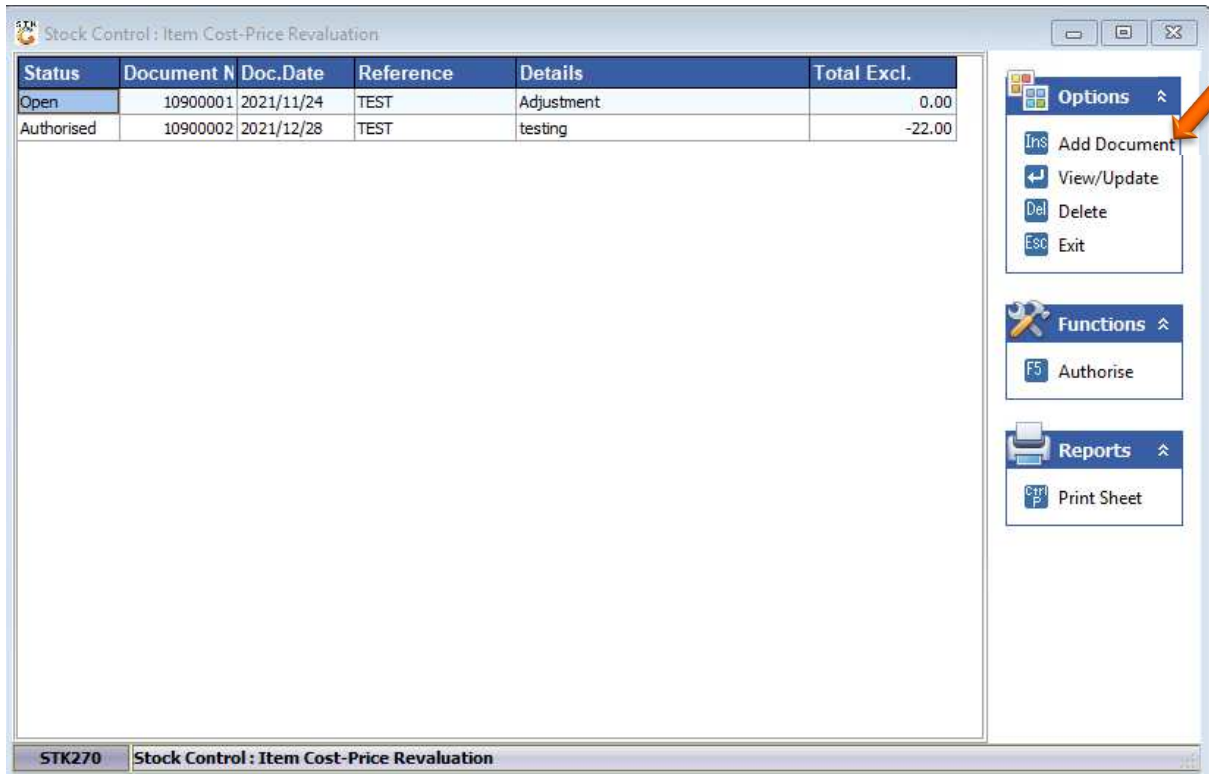 STK
Stock Control : Item Cost-Price Revaluation
Status Document N Doc.Date Reference Details Total Excl.
Open 10900001 2021/11/24 TEST Adjustment 0.00
Authorised 10900002 2021/12/28 TEST testing -22.00
Options
Ins Add Document
View/Update
Del Delete
Esc Exit
Functions
F5 Authorise
Reports
Ctrl P Print Sheet
STK270 Stock Control : Item Cost-Price Revaluation